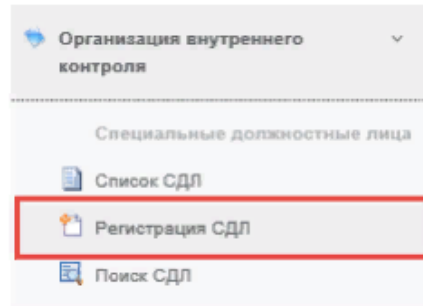 Организация внутреннего
контроля
Специальные должностные лица
Список СДЛ
Регистрация СДЛ
Поиск СДЛ